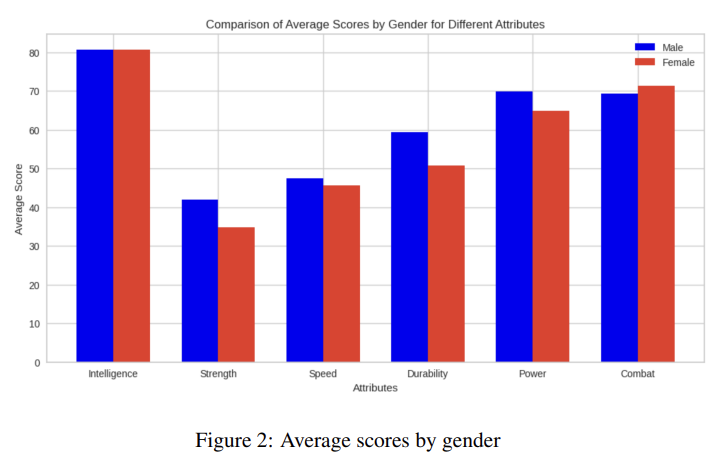 Comparison of Average Scores by Gender for Different Attributes
Male
Female
80
70
60
50
40
30
20
10
0
Average Score
Intelligence Strength Speed Durability Power Combat
Attributes
Figure 2: Average scores by gender